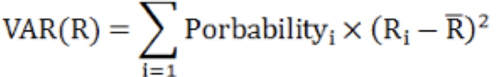 VAR(R) = ∑ i=1 Porbabilityᵢ × (Rᵢ − R̅)²